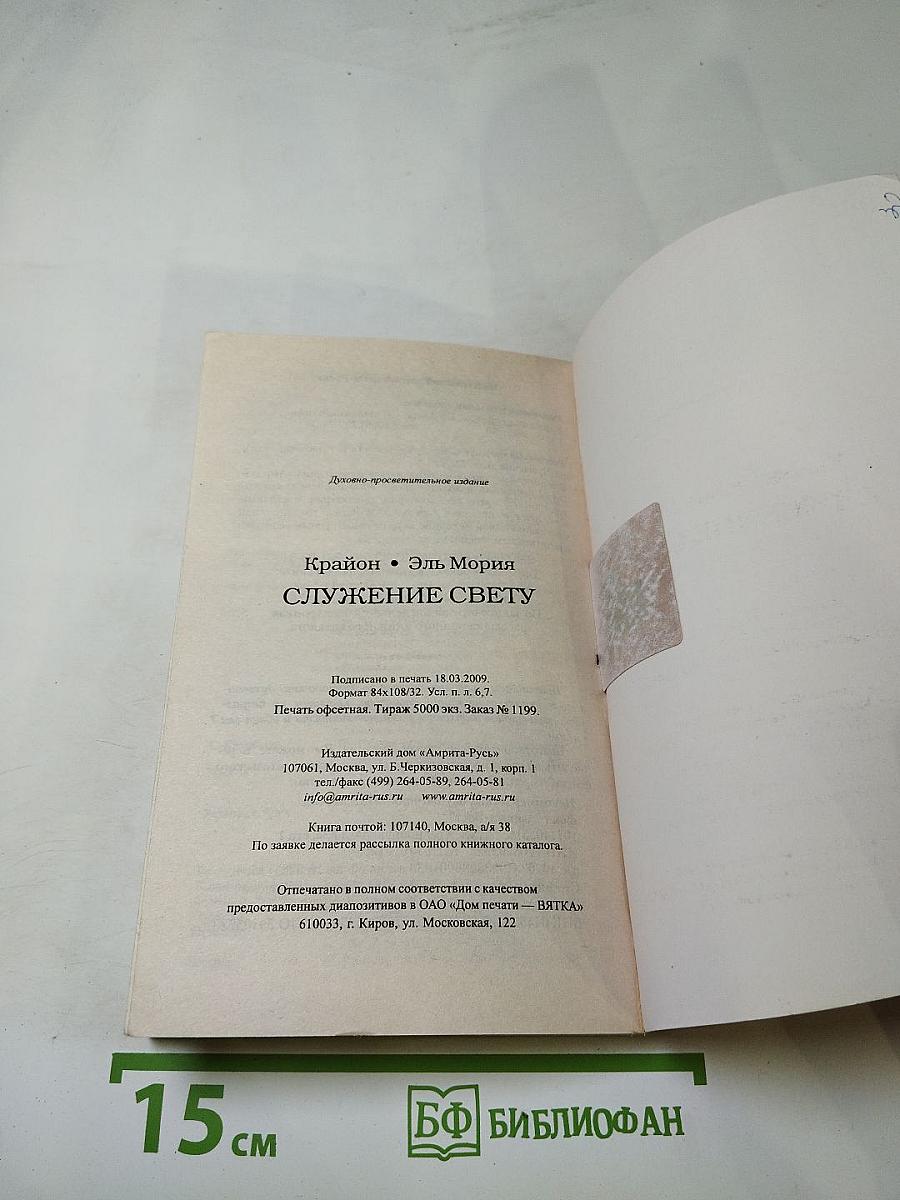 Духовно-просветительное издание
Крайон • Эль Мория
СЛУЖЕНИЕ СВЕТУ
Подписано в печать 18.03.2009.
Формат 84х108/32. Усл. п. л. 6,7.
Печать офсетная. Тираж 5000 экз. Заказ № 1199.
Издательский дом «Амрита-Русь»
107061, Москва, ул. Б.Черкизовская, д. 1, корп. 1
тел./факс (499) 264-05-89, 264-05-81
info@amrita-rus.ru www.amrita-rus.ru
Книга почтой: 107140, Москва, а/я 38
По заявке делается рассылка полного книжного каталога.
Отпечатано в полном соответствии с качеством
предоставленных диапозитивов в ОАО «Дом печати — ВЯТКА»
610033, г. Киров, ул. Московская, 122
15 см
БФ БИБЛИОФАН